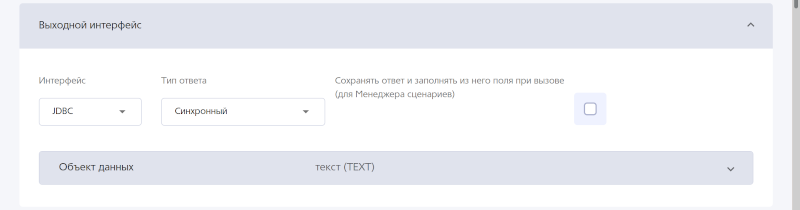 Выходной интерфейс
Интерфейс
Тип ответа
Сохранять ответ и заполнять из него поля при вызове
(для Менеджера сценариев)
JDBC
Синхронный
Объект данных
текст (TEXT)